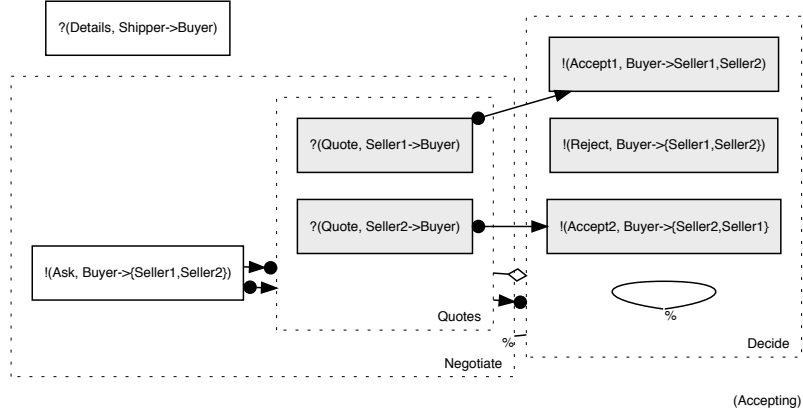 ?(Details, Shipper->Buyer)
!(Accept1, Buyer->Seller1,Seller2)
?(Quote, Seller1->Buyer)
!(Reject, Buyer->{Seller1,Seller2})
?(Quote, Seller2->Buyer)
!(Accept2, Buyer->{Seller2,Seller1}
!(Ask, Buyer->{Seller1,Seller2})
Quotes
%
%
Decide
Negotiate
(Accepting)